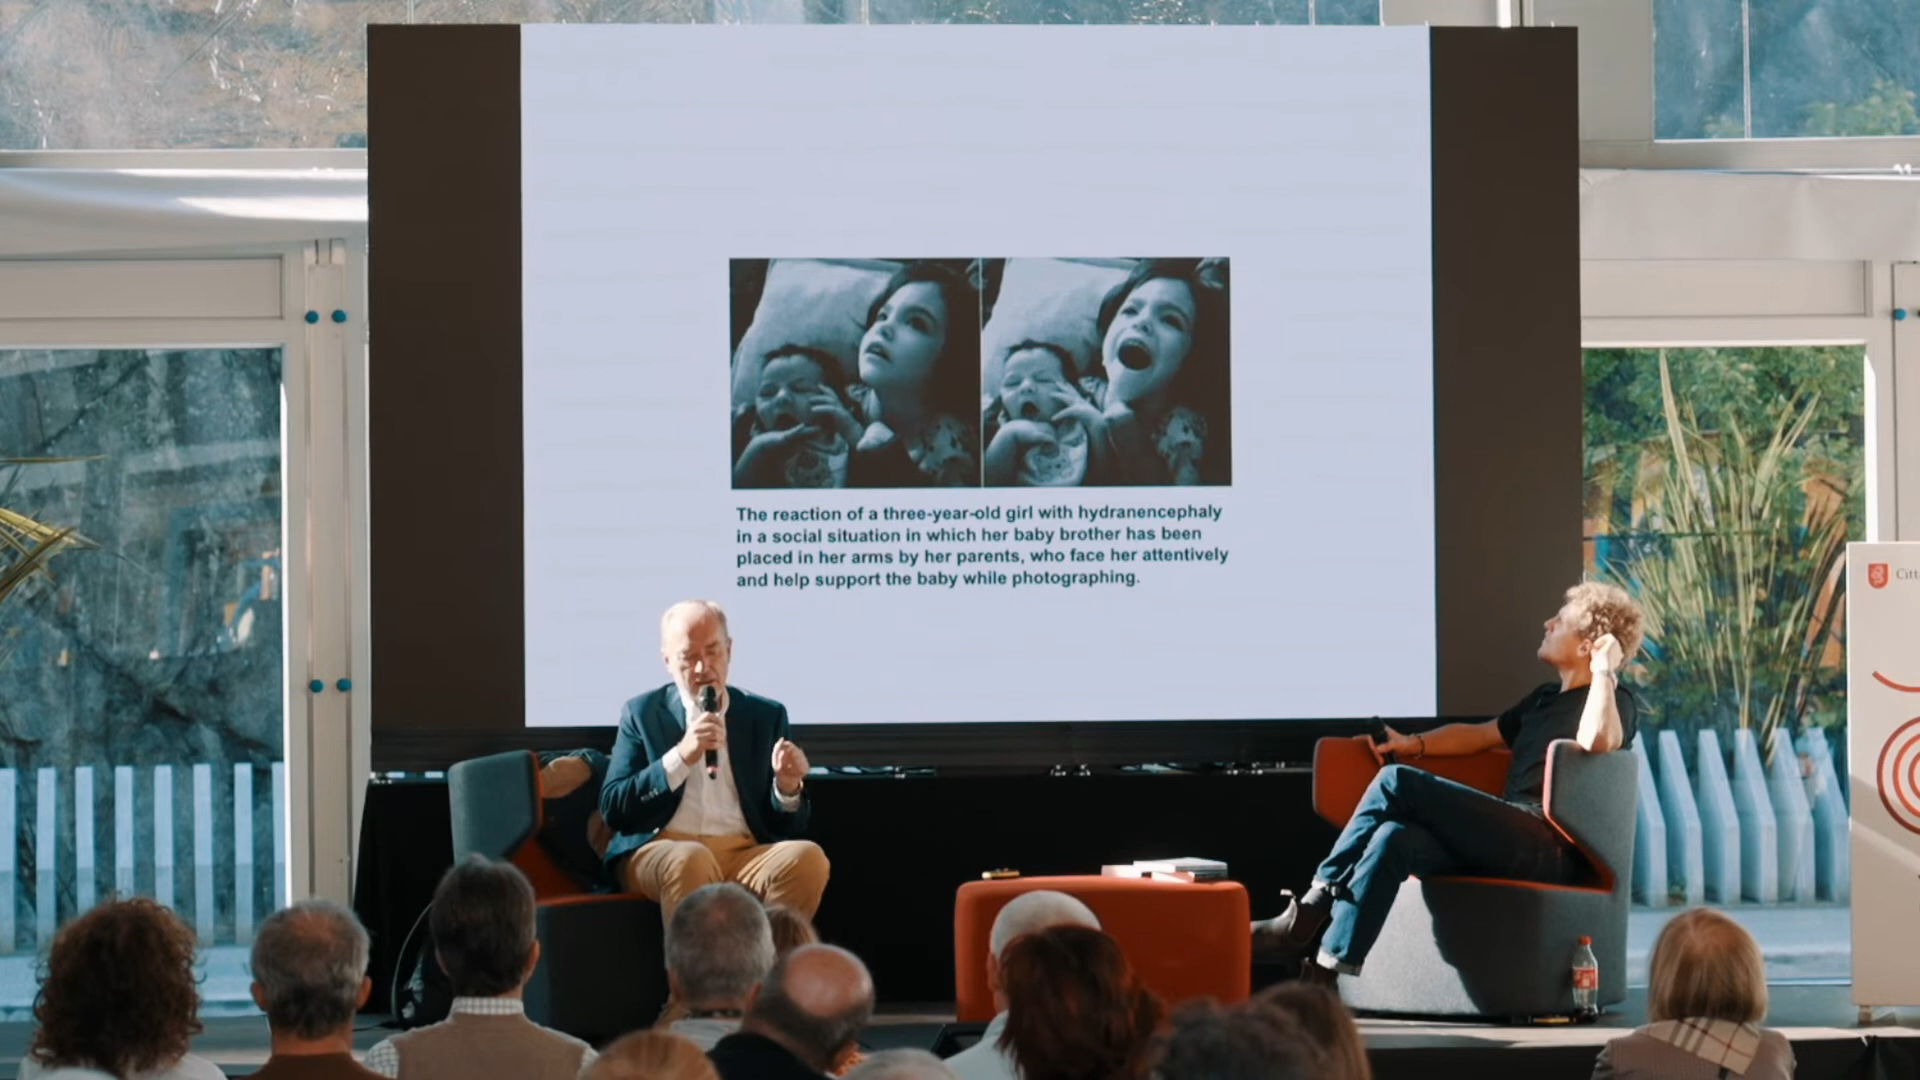 The reaction of a three-year-old girl with hydranencephaly
in a social situation in which her baby brother has been
placed in her arms by her parents, who face her attentively
and help support the baby while photographing.